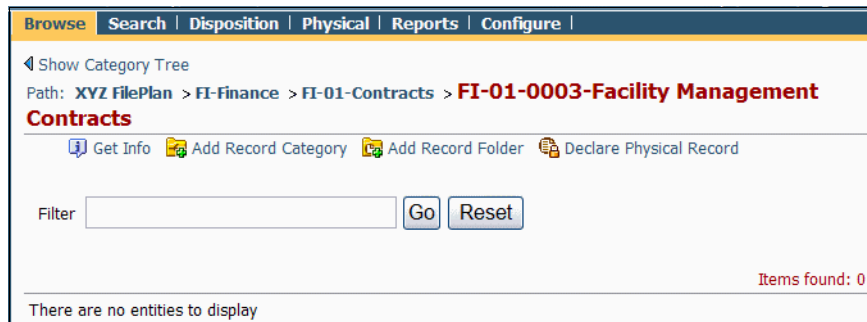 Browse | Search | Disposition | Physical | Reports | Configure |
Show Category Tree
Path: XYZ FilePlan > FI-Finance > FI-01-Contracts > FI-01-0003-Facility Management
Contracts
Get Info Add Record Category Add Record Folder Declare Physical Record
Filter Go Reset
Items found: 0
There are no entities to display